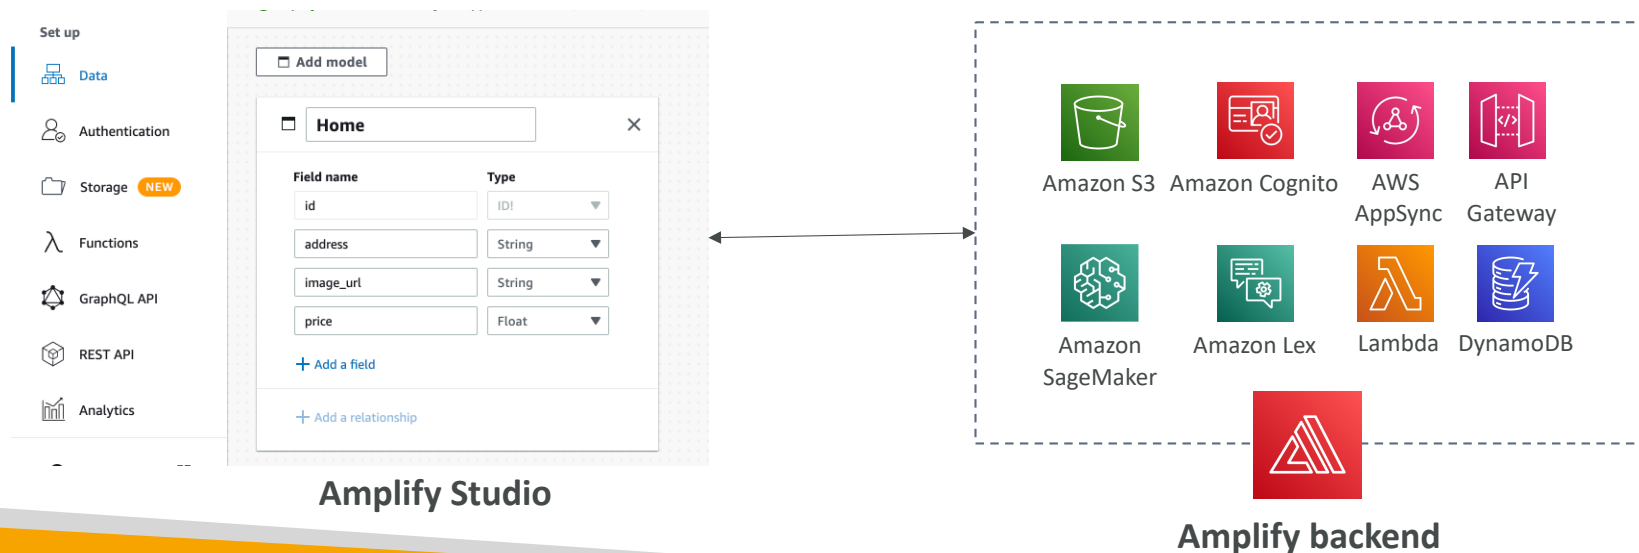 Set up
Data
Authentication
Storage NEW
Functions
GraphQL API
REST API
Analytics
Add model
Home
Field name Type
id ID!
address String
image_url String
price Float
+ Add a field
+ Add a relationship
Amplify Studio
Amazon S3 Amazon Cognito AWS AppSync API Gateway
Amazon SageMaker Amazon Lex Lambda DynamoDB
Amplify backend